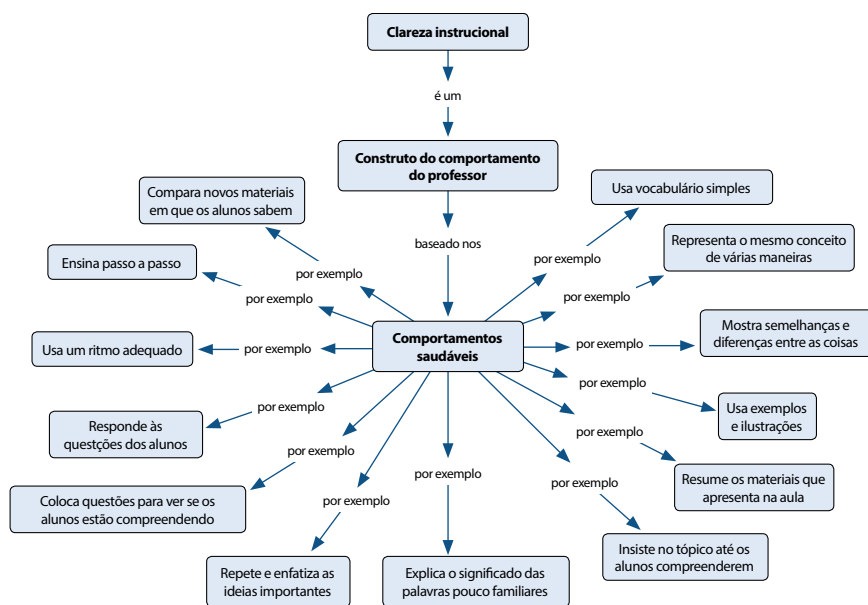 Clareza instrucional
é um
Construto do comportamento
do professor
baseado nos
Comportamentos
saudáveis
por exemplo
Compara novos materiais
em que os alunos sabem
por exemplo
Ensina passo a passo
por exemplo
Usa um ritmo adequado
por exemplo
Responde às
questções dos alunos
por exemplo
Coloca questões para ver se os
alunos estão compreendendo
por exemplo
Repete e enfatiza as
ideias importantes
por exemplo
Explica o significado das
palavras pouco familiares
por exemplo
Insiste no tópico até os
alunos compreenderem
por exemplo
Resume os materiais que
apresenta na aula
por exemplo
Usa exemplos
e ilustrações
por exemplo
Mostra semelhanças e
diferenças entre as coisas
por exemplo
Representa o mesmo conceito
de várias maneiras
por exemplo
Usa vocabulário simples